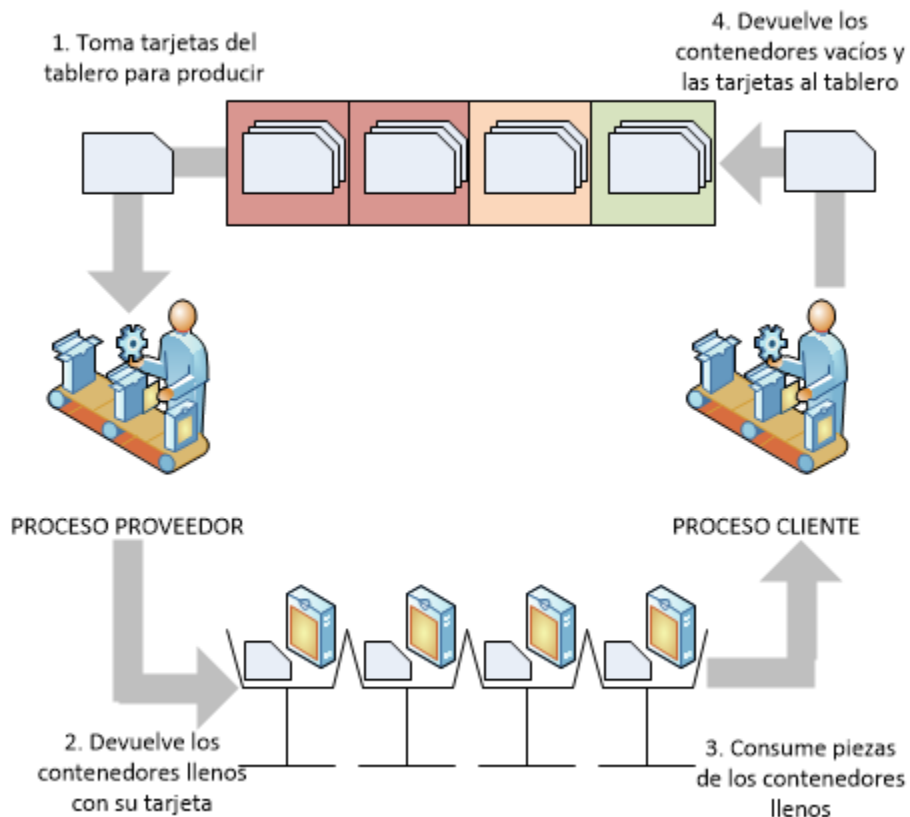 1. Toma tarjetas del
tablero para producir
4. Devuelve los
contenedores vacíos y
las tarjetas al tablero
PROCESO PROVEEDOR
PROCESO CLIENTE
2. Devuelve los
contenedores llenos
con su tarjeta
3. Consume piezas
de los contenedores
llenos